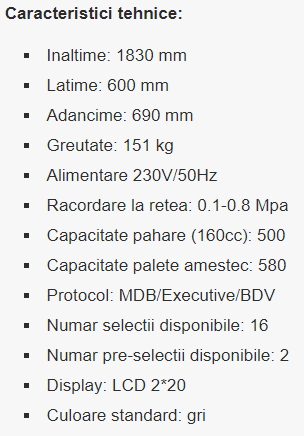 Caracteristici tehnice:
Inaltime: 1830 mm
Latime: 600 mm
Adancime: 690 mm
Greutate: 151 kg
Alimentare 230V/50Hz
Racordare la retea: 0.1-0.8 Mpa
Capacitate pahare (160cc): 500
Capacitate palete amestec: 580
Protocol: MDB/Executive/BDV
Numar selectii disponibile: 16
Numar pre-selectii disponibile: 2
Display: LCD 2*20
Culoare standard: gri